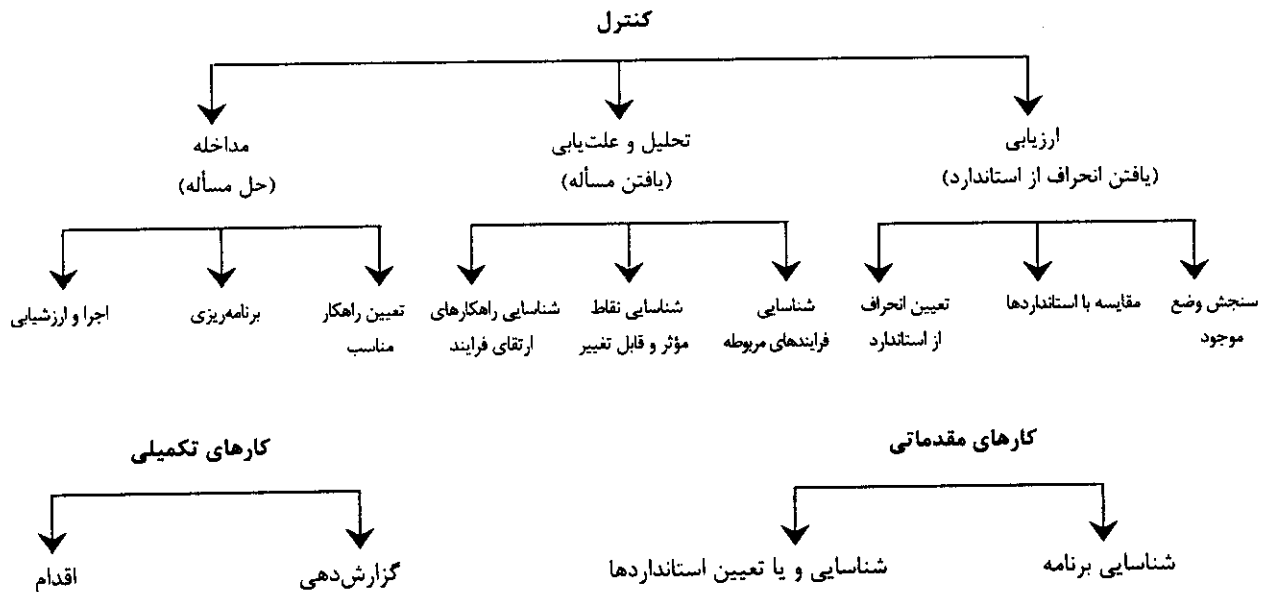 کنترل
ارزیابی
(یافتن انحراف از استاندارد)
تحلیل و علت‌یابی
(یافتن مسأله)
مداخله
(حل مسأله)
سنجش وضع
موجود
مقایسه با استانداردها
تعیین انحراف
از استاندارد
شناسایی
فرایندهای مربوطه
شناسایی نقاط
مؤثر و قابل تغییر
شناسایی راهکارهای
ارتقای فرایند
تعیین راهکار
مناسب
برنامه‌ریزی
اجرا و ارزشیابی
کارهای مقدماتی
شناسایی برنامه
شناسایی و یا تعیین استانداردها
کارهای تکمیلی
گزارش‌دهی
اقدام